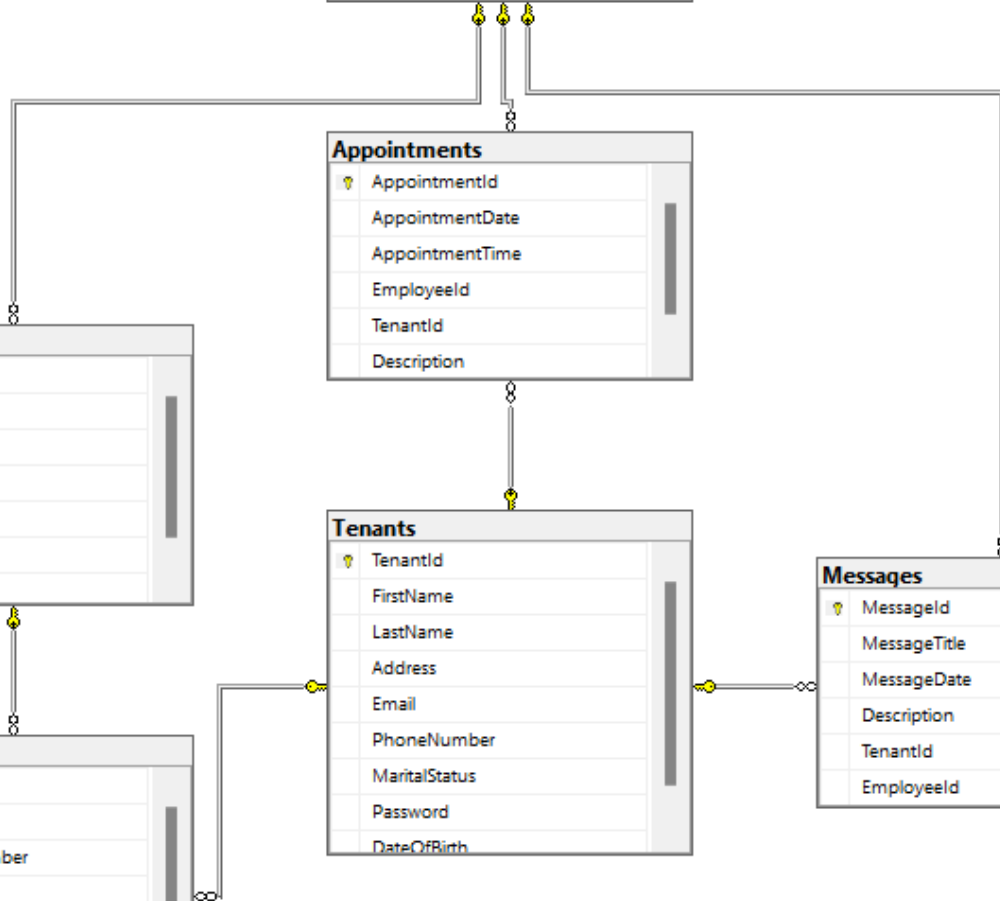 Appointments
AppointmentId
AppointmentDate
AppointmentTime
EmployeeId
TenantId
Description
Tenants
TenantId
FirstName
LastName
Address
Email
PhoneNumber
MaritalStatus
Password
DateOfBirth
Messages
MessageId
MessageTitle
MessageDate
Description
TenantId
EmployeeId
ber